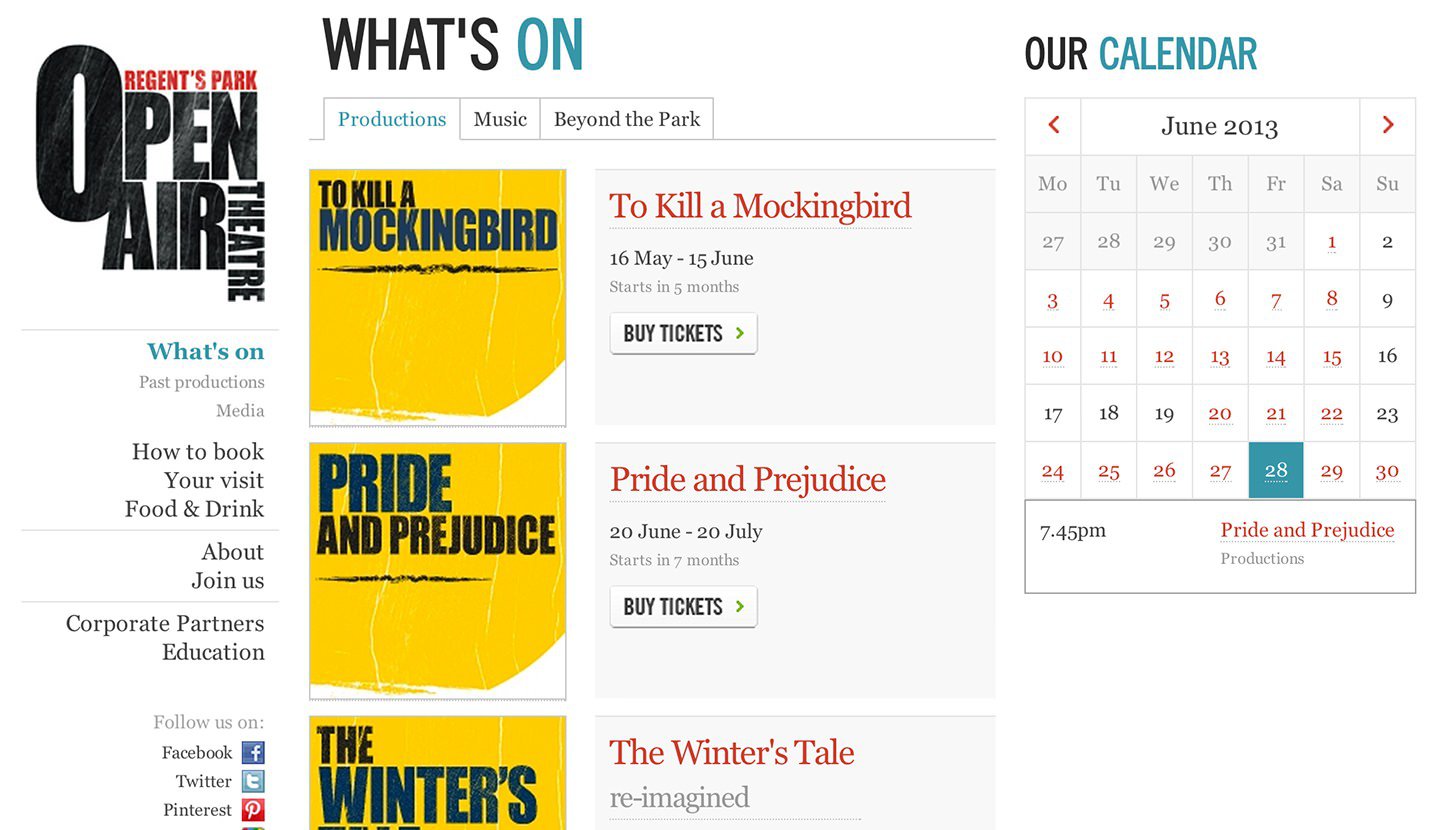 REGENT'S PARK
OPEN
AIR
THEATRE
What's on
Past productions
Media
How to book
Your visit
Food & Drink
About
Join us
Corporate Partners
Education
Follow us on:
Facebook
Twitter
Pinterest
WHAT'S ON
Productions Music Beyond the Park
TO KILL A
MOCKINGBIRD
To Kill a Mockingbird
16 May - 15 June
Starts in 5 months
BUY TICKETS
PRIDE
AND PREJUDICE
Pride and Prejudice
20 June - 20 July
Starts in 7 months
BUY TICKETS
THE
WINTER'S
TALE
The Winter's Tale
re-imagined
OUR CALENDAR
June 2013
Mo Tu We Th Fr Sa Su
27 28 29 30 31 1 2
3 4 5 6 7 8 9
10 11 12 13 14 15 16
17 18 19 20 21 22 23
24 25 26 27 28 29 30
7.45pm Pride and Prejudice
Productions